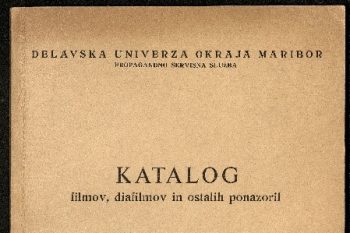 DELAVSKA UNIVERZA OKRAJA MARIBOR
PROPAGANDNO SERVISNA SLUŽBA
KATALOG
filmov, diafilmov in ostalih ponazoril